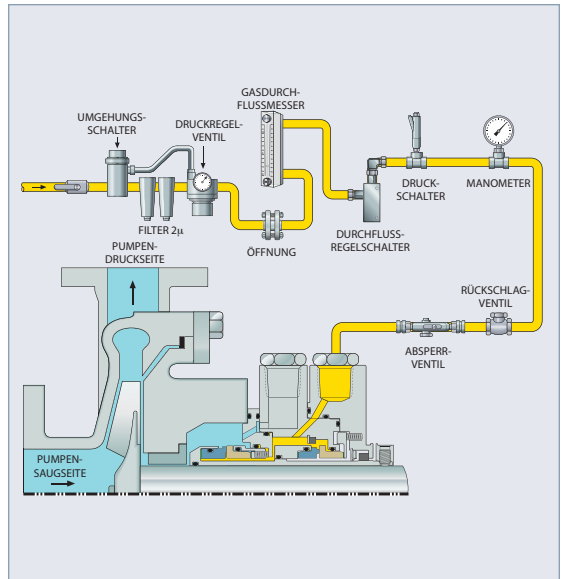 GASDURCH-
FLUSSMESSER
UMGEHUNGS-
SCHALTER
DRUCKREGEL-
VENTIL
DRUCK-
SCHALTER
MANOMETER
FILTER 2µ
ÖFFNUNG
DURCHFLUSS-
REGELSCHALTER
PUMPEN-
DRUCKSEITE
RÜCKSCHLAG-
VENTIL
ABSPERR-
VENTIL
PUMPEN-
SAUGSEITE